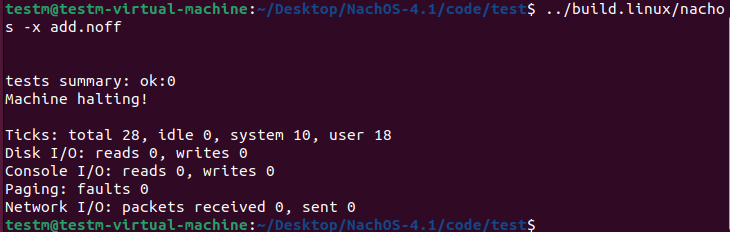 testm@testm-virtual-machine:~/Desktop/NachOS-4.1/code/test$ ../build.linux/nacho
s -x add.noff
tests summary: ok:0
Machine halting!
Ticks: total 28, idle 0, system 10, user 18
Disk I/O: reads 0, writes 0
Console I/O: reads 0, writes 0
Paging: faults 0
Network I/O: packets received 0, sent 0
testm@testm-virtual-machine:~/Desktop/NachOS-4.1/code/test$